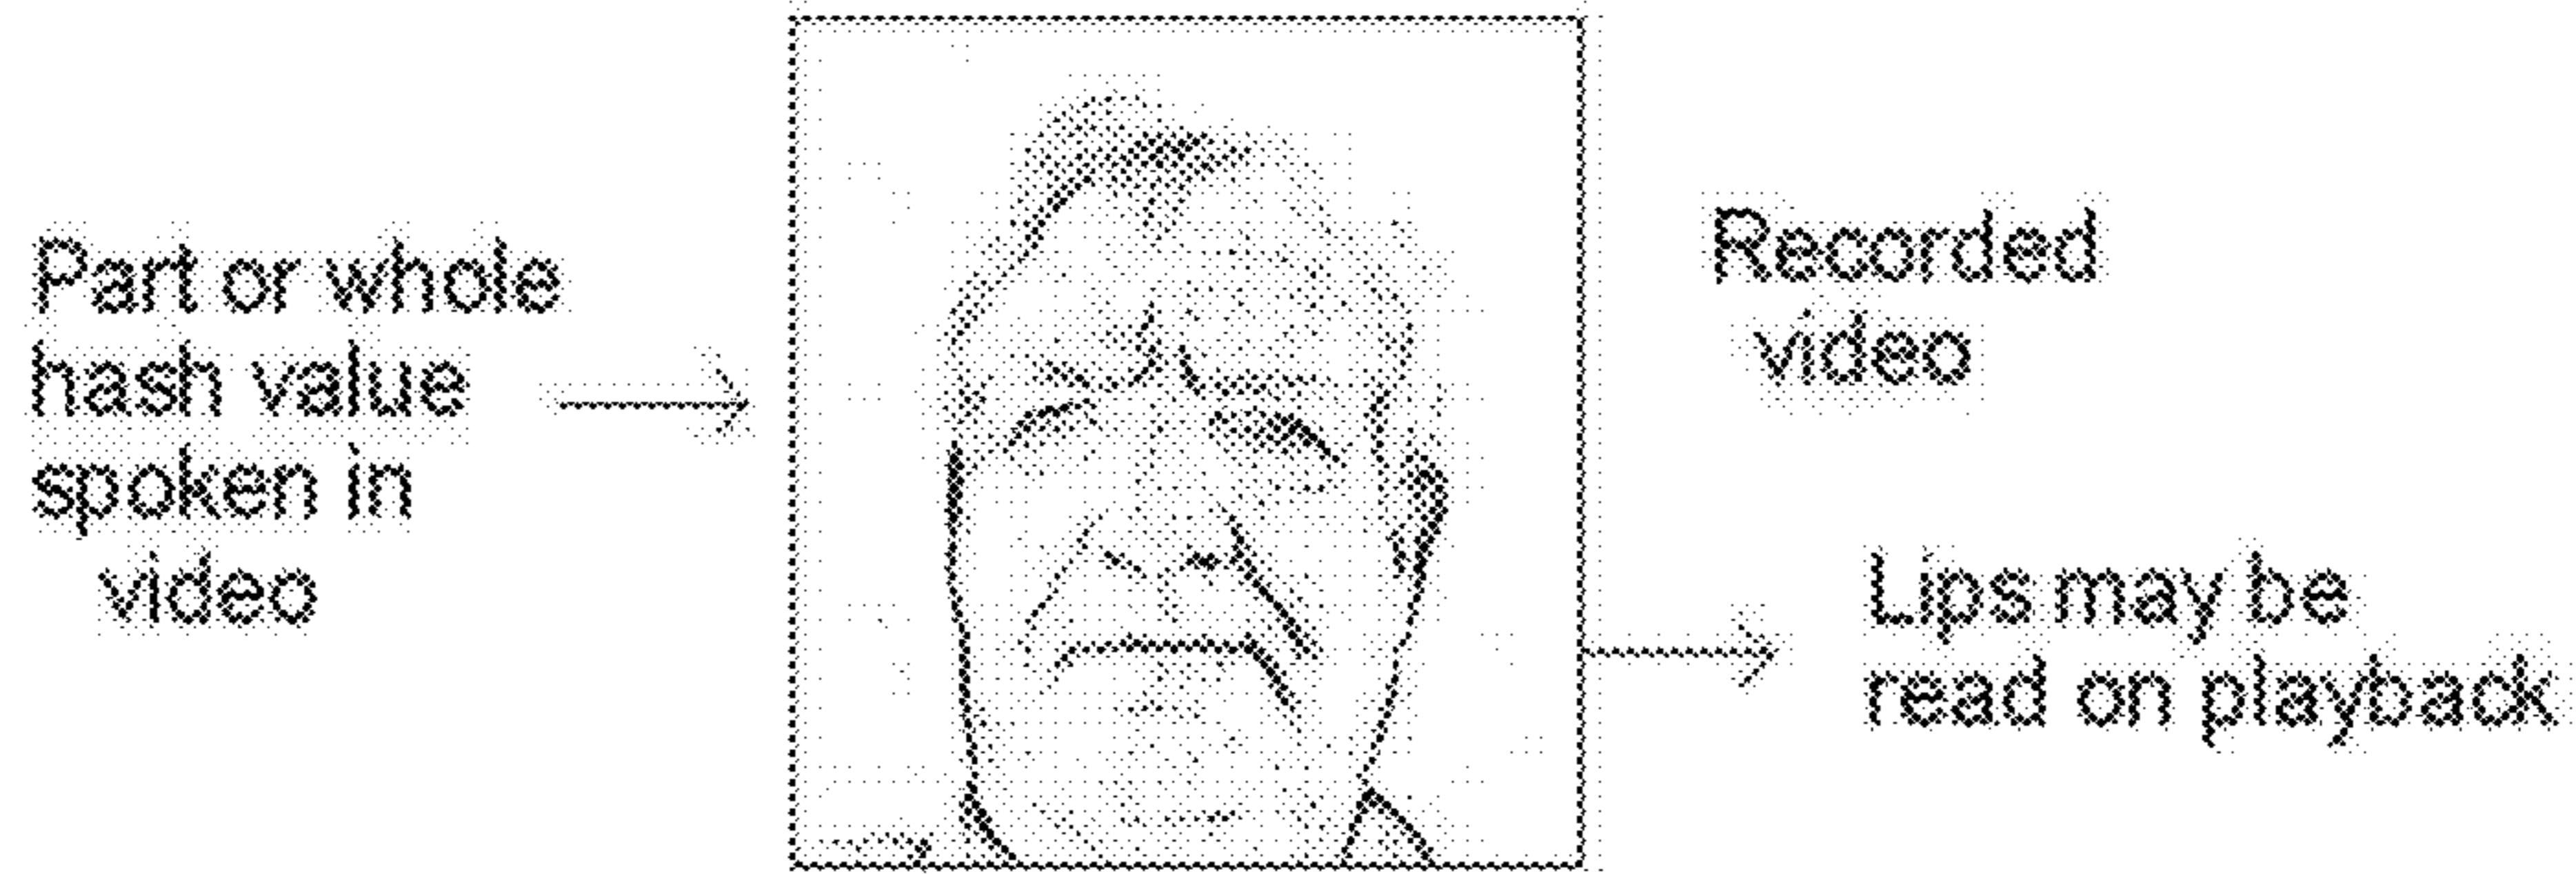 Part or whole
hash value
spoken in
video
Recorded
video
Lips may be
read on playback